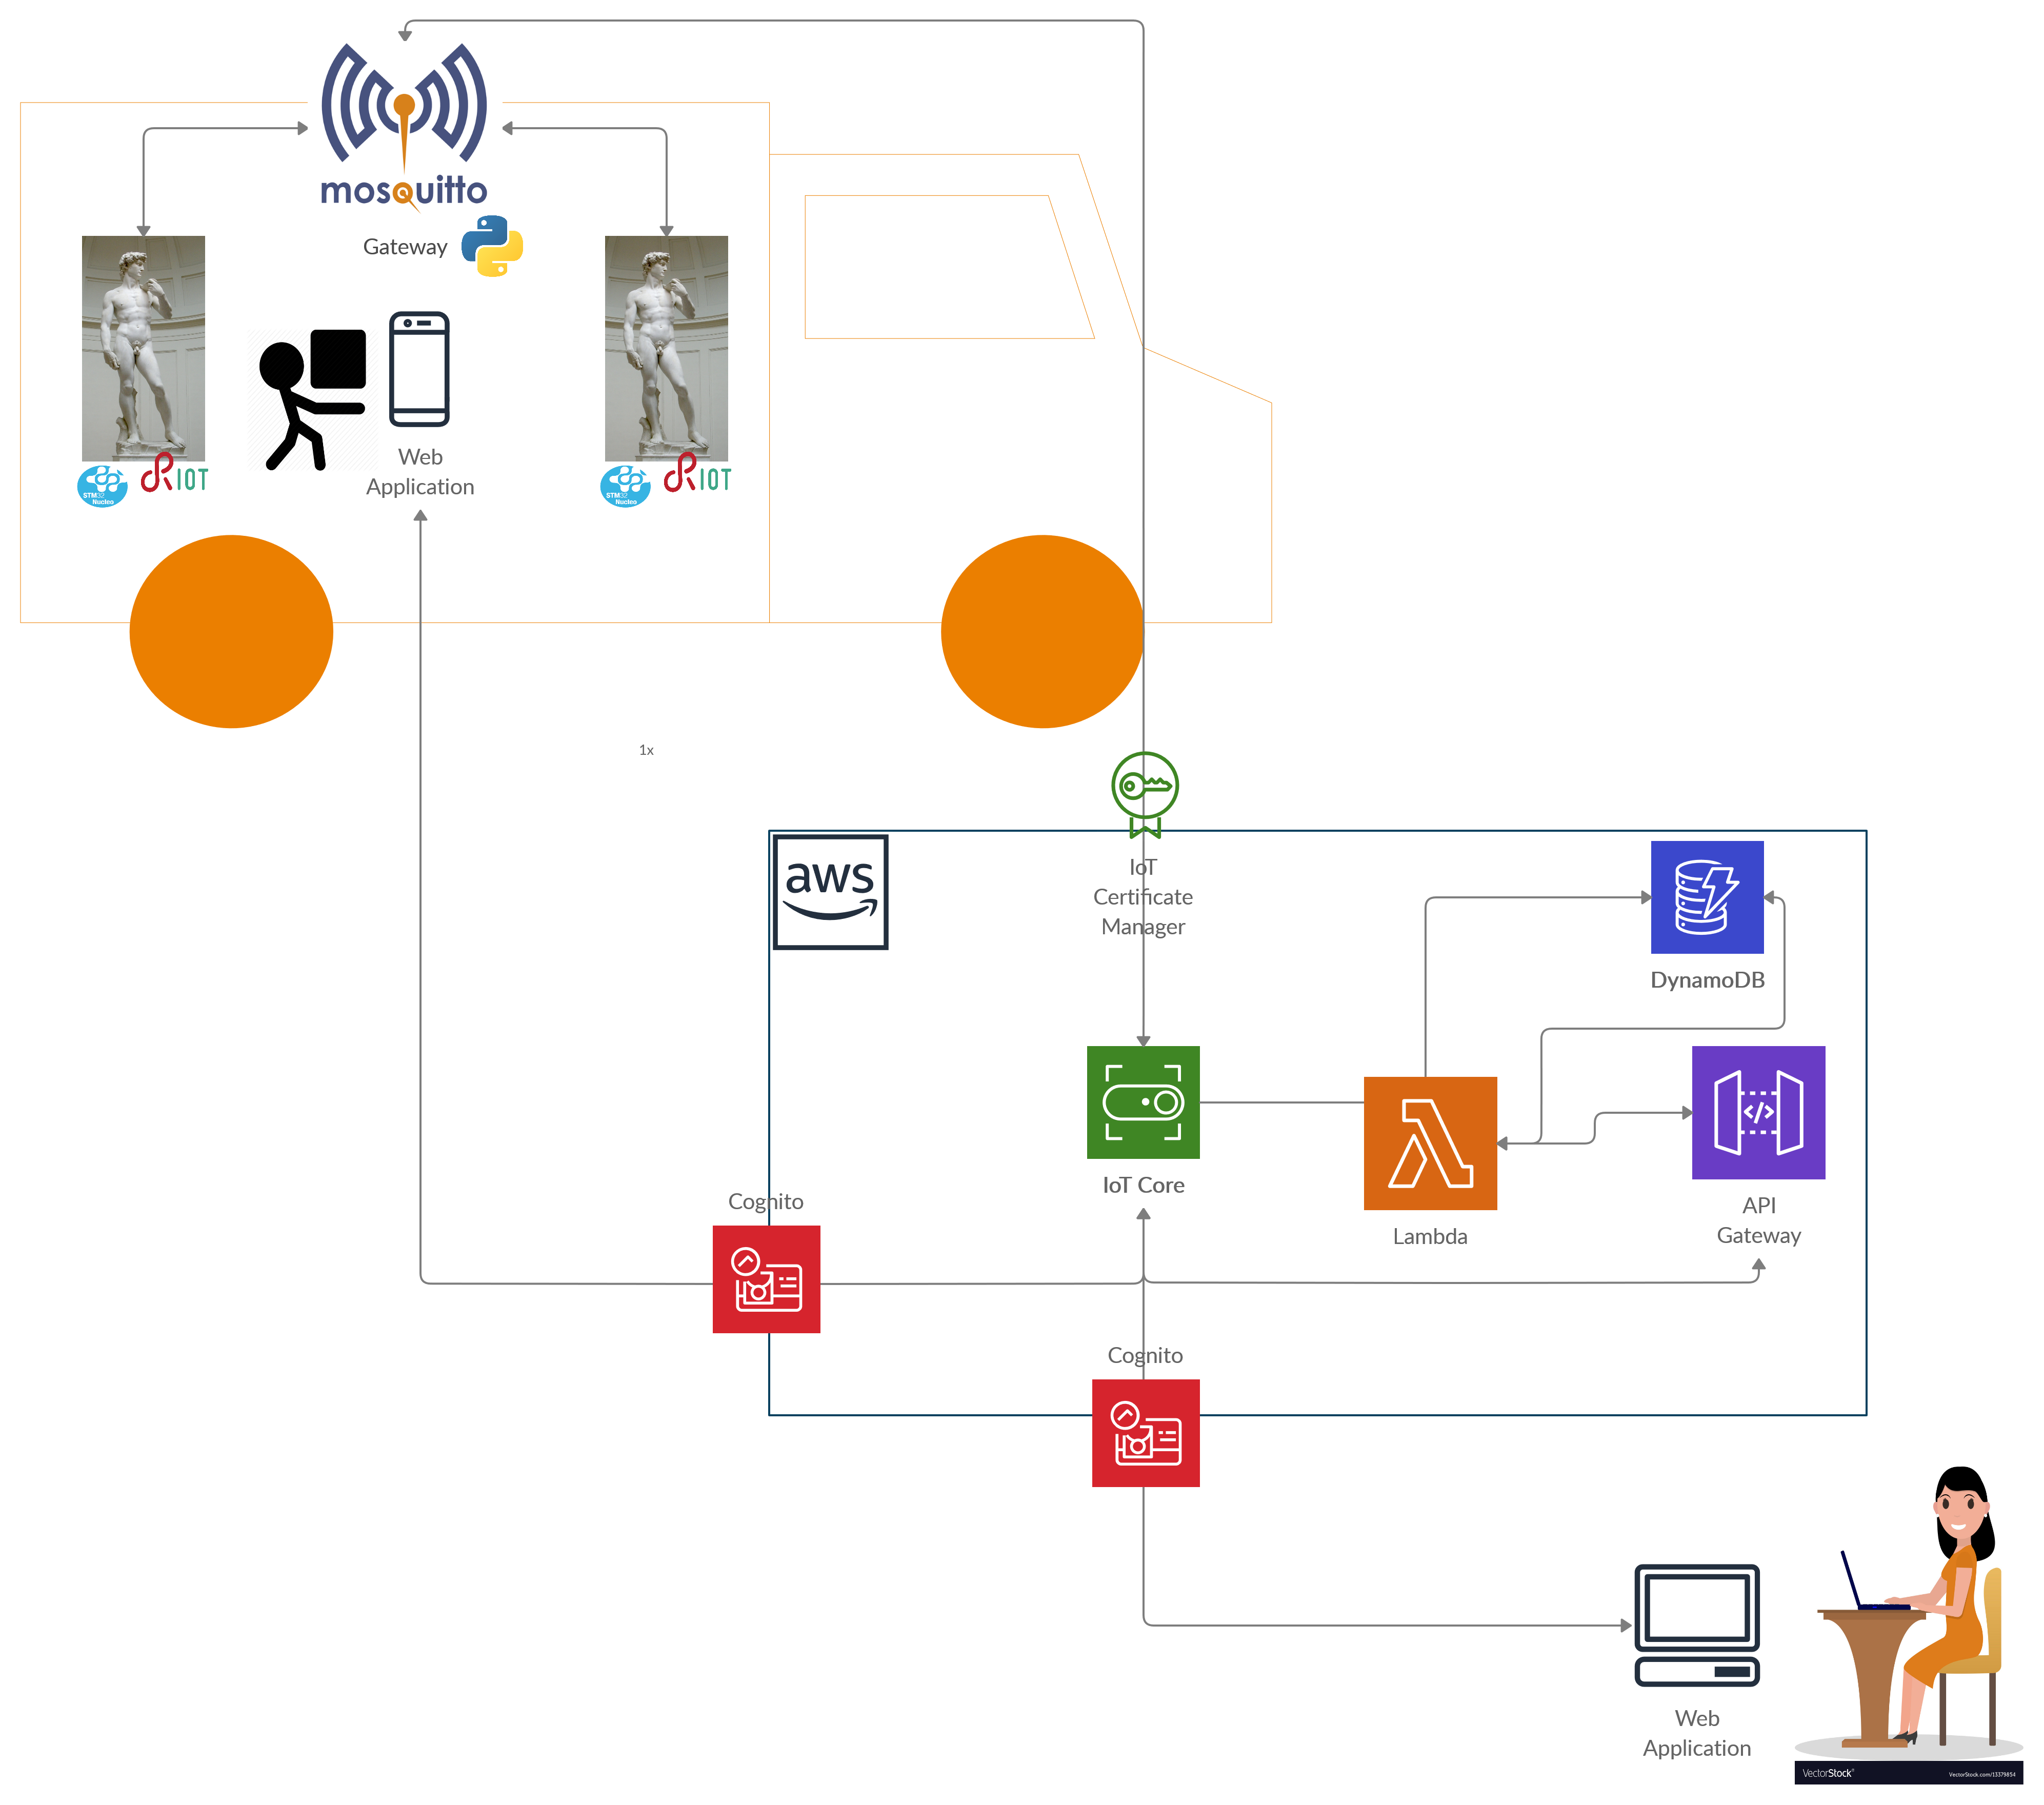 mosquitto
Gateway
Web
Application
STM32
Nucleo
RIOT
STM32
Nucleo
RIOT
1x
aws
IoT
Certificate
Manager
DynamoDB
IoT Core
Lambda
API
Gateway
Cognito
Cognito
Web
Application
VectorStock®
VectorStock.com/13379854